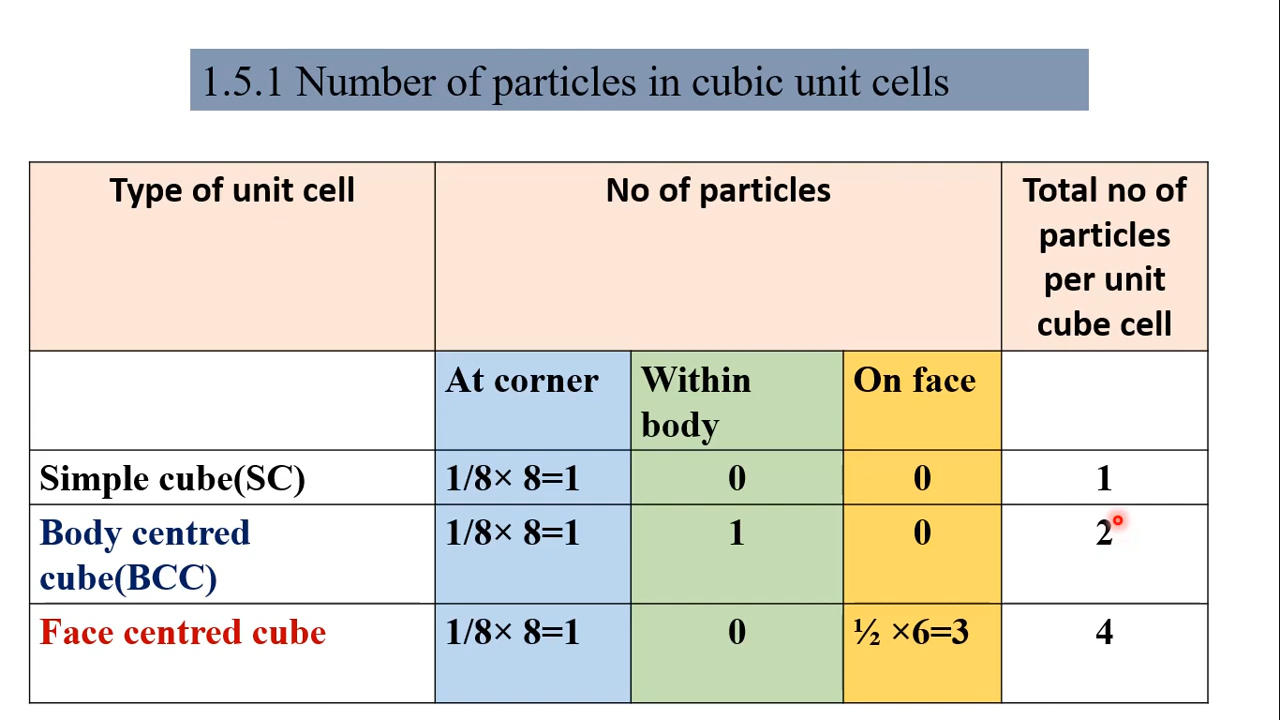 1.5.1 Number of particles in cubic unit cells
Type of unit cell
No of particles
Total no of
particles
per unit
cube cell
At corner
Within
body
On face
Simple cube(SC)
1/8× 8=1
0
0
1
Body centred
cube(BCC)
1/8× 8=1
1
0
2
Face centred cube
1/8× 8=1
0
½ ×6=3
4